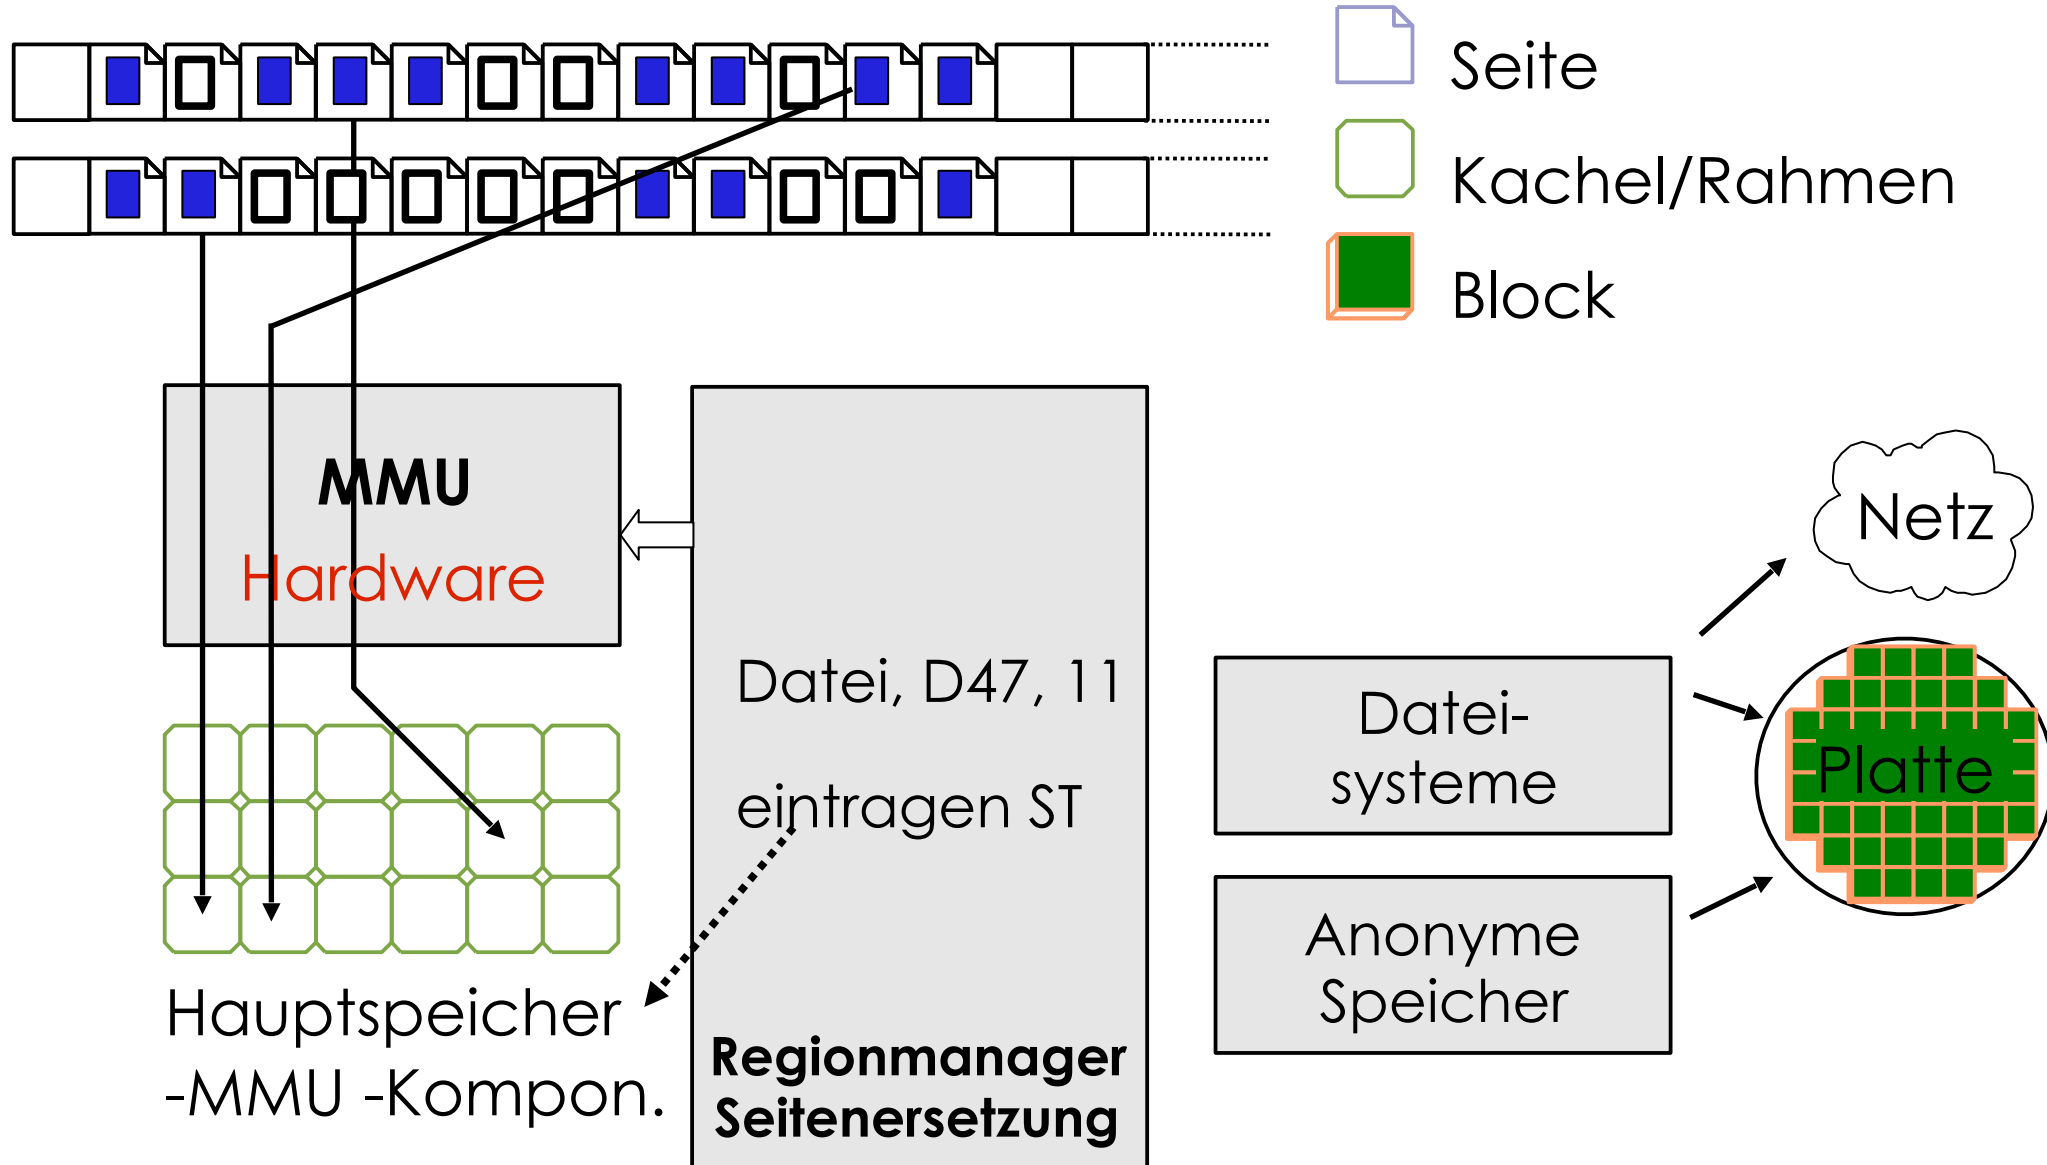 Seite
Kachel/Rahmen
Block
MMU
Hardware
Datei, D47, 11
eintragen ST
Regionmanager
Seitenersetzung
Hauptspeicher
-MMU -Kompon.
Datei-
systeme
Anonyme
Speicher
Netz
Platte